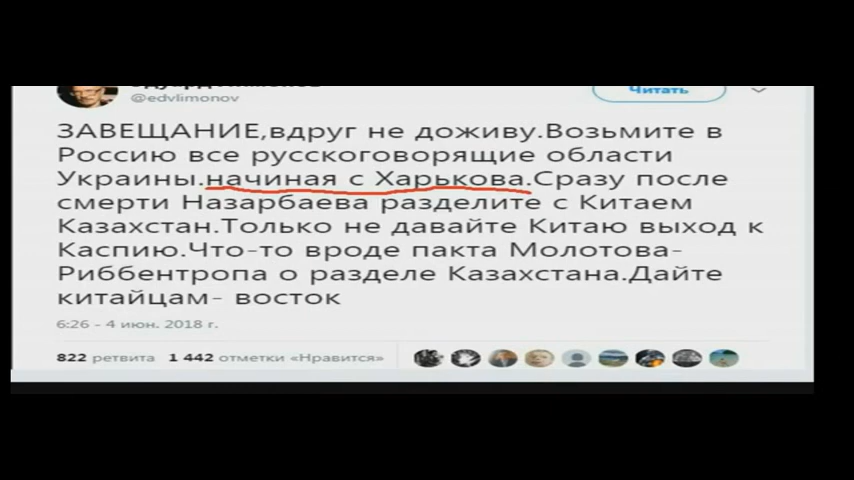 @edvlimonov
Читать
ЗАВЕЩАНИЕ,вдруг не доживу.Возьмите в
Россию все русскоговорящие области
Украины.начиная с Харькова.Сразу после
смерти Назарбаева разделите с Китаем
Казахстан.Только не давайте Китаю выход к
Каспию.Что-то вроде пакта Молотова-
Риббентропа о разделе Казахстана.Дайте
китайцам- восток
6:26 - 4 июн. 2018 г.
822 ретвита 1 442 отметки «Нравится»